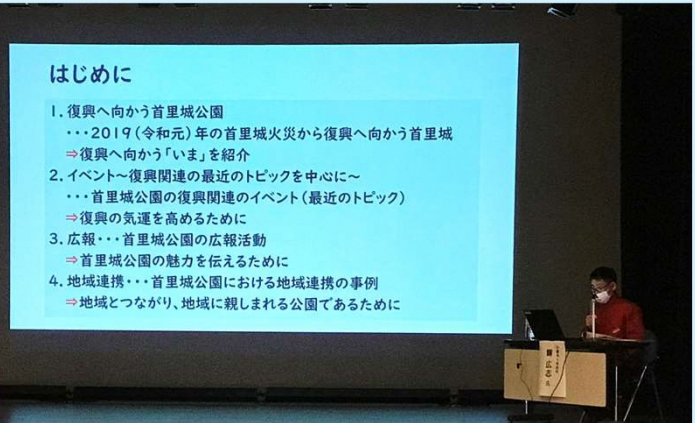 はじめに
1. 復興へ向かう首里城公園
・・・2019(令和元)年の首里城火災から復興へ向かう首里城
⇒復興へ向かう「いま」を紹介
2. イベント~復興関連の最近のトピックを中心に~
・・・首里城公園の復興関連のイベント(最近のトピック)
⇒復興の気運を高めるために
3. 広報・・・首里城公園の広報活動
⇒首里城公園の魅力を伝えるために
4. 地域連携・・・首里城公園における地域連携の事例
⇒地域とつながり、地域に親しまれる公園であるために
広志 氏